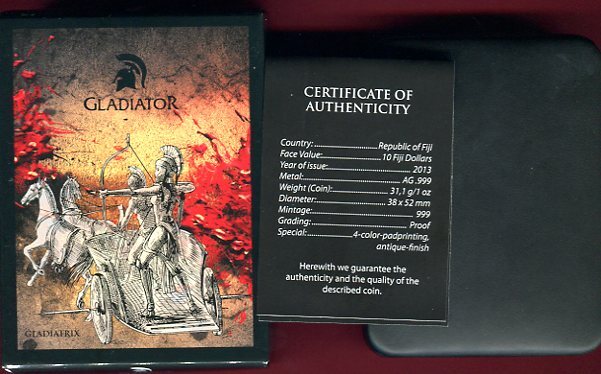 GLADIATOR
GLADIATRIX
CERTIFICATE OF
AUTHENTICITY
Country:..............................Republic of Fiji
Face Value:..............................10 Fiji Dollars
Year of issue:..............................2013
Metal:..............................AG .999
Weight (Coin):..............................31,1 g/1 oz
Diameter:..............................38 x 52 mm
Mintage:..............................999
Grading:..............................Proof
Special:..............................4-color-padprinting,
antique-finish
Herewith we guarantee the
authenticity and the quality of the
described coin.